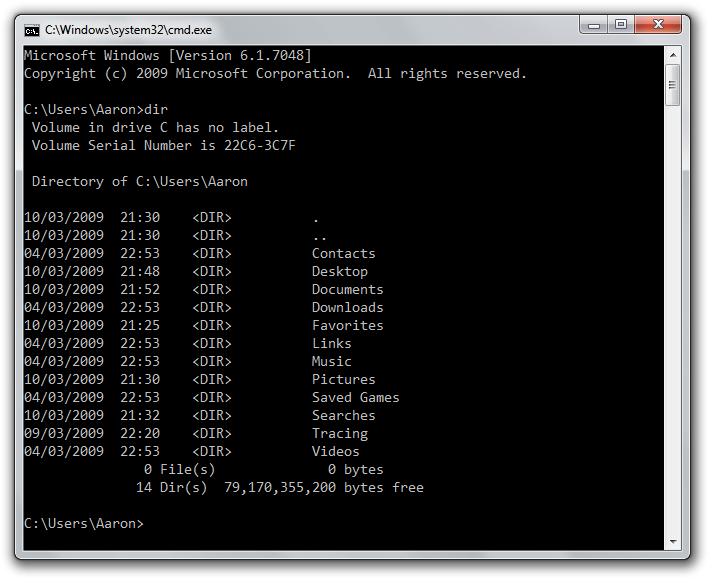 C:\Windows\system32\cmd.exe
Microsoft Windows [Version 6.1.7048]
Copyright (c) 2009 Microsoft Corporation.  All rights reserved.
C:\Users\Aaron>dir
 Volume in drive C has no label.
 Volume Serial Number is 22C6-3C7F
 Directory of C:\Users\Aaron
10/03/2009  21:30    <DIR>          .
10/03/2009  21:30    <DIR>          ..
04/03/2009  22:53    <DIR>          Contacts
10/03/2009  21:48    <DIR>          Desktop
10/03/2009  21:52    <DIR>          Documents
04/03/2009  22:53    <DIR>          Downloads
10/03/2009  21:25    <DIR>          Favorites
04/03/2009  22:53    <DIR>          Links
04/03/2009  22:53    <DIR>          Music
10/03/2009  21:30    <DIR>          Pictures
04/03/2009  22:53    <DIR>          Saved Games
10/03/2009  21:32    <DIR>          Searches
09/03/2009  22:20    <DIR>          Tracing
04/03/2009  22:53    <DIR>          Videos
               0 File(s)              0 bytes
              14 Dir(s)  79,170,355,200 bytes free
C:\Users\Aaron>